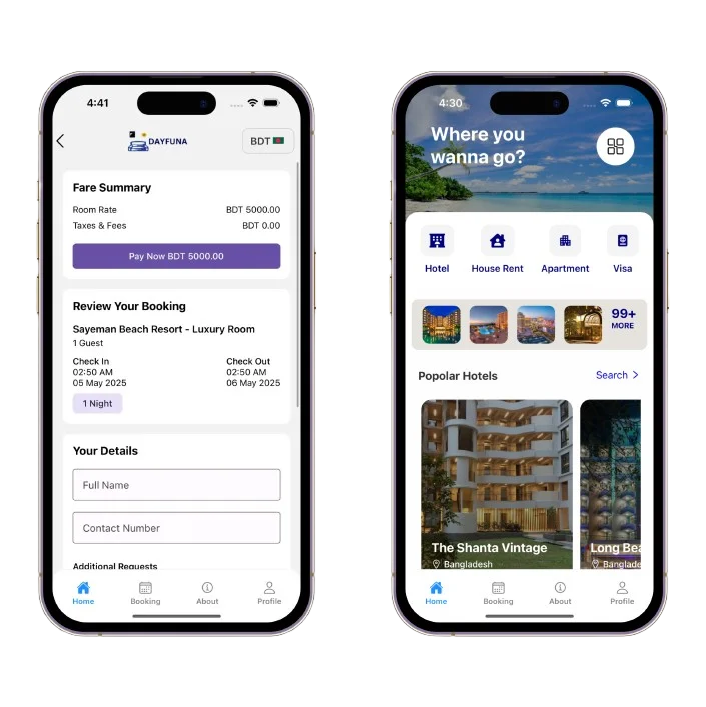 4:41
DAYFUNA
BDT
Fare Summary
Room Rate BDT 5000.00
Taxes & Fees BDT 0.00
Pay Now BDT 5000.00
Review Your Booking
Sayeman Beach Resort - Luxury Room
1 Guest
Check In Check Out
02:50 AM 02:50 AM
05 May 2025 06 May 2025
1 Night
Your Details
Full Name
Contact Number
Additional Requests
Home Booking About Profile
4:30
Where you
wanna go?
Hotel House Rent Apartment Visa
99+
MORE
Popolar Hotels Search
The Shanta Vintage Long Bea
Bangladesh Banglade
Home Booking About Profile